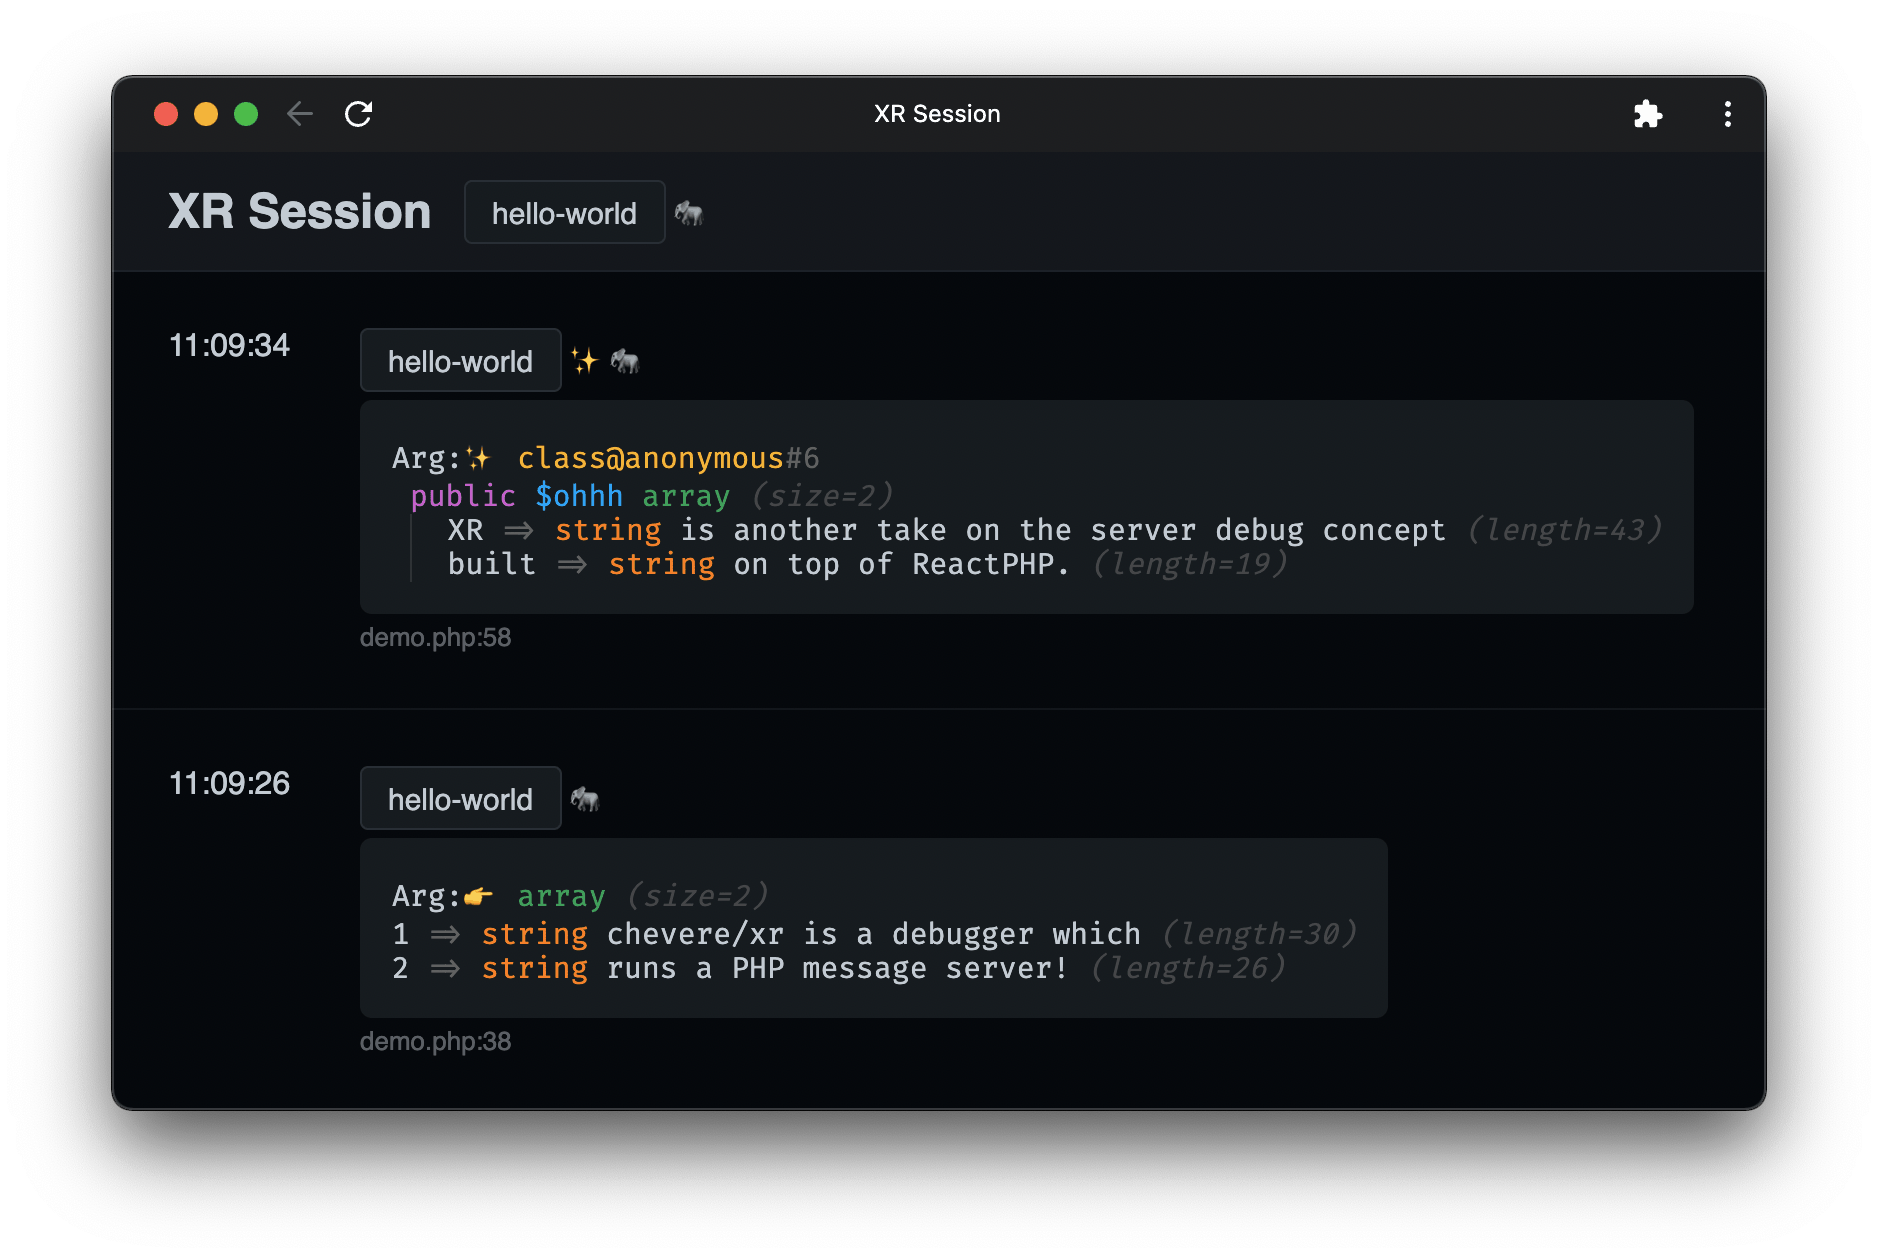 XR Session
XR Session hello-world 🐘
11:09:34 hello-world ✨ 🐘
Arg:✨ class@anonymous#6
public $ohhh array (size=2)
XR => string is another take on the server debug concept (length=43)
built => string on top of ReactPHP. (length=19)
demo.php:58
11:09:26 hello-world 🐘
Arg:👉 array (size=2)
1 => string chevere/xr is a debugger which (length=30)
2 => string runs a PHP message server! (length=26)
demo.php:38